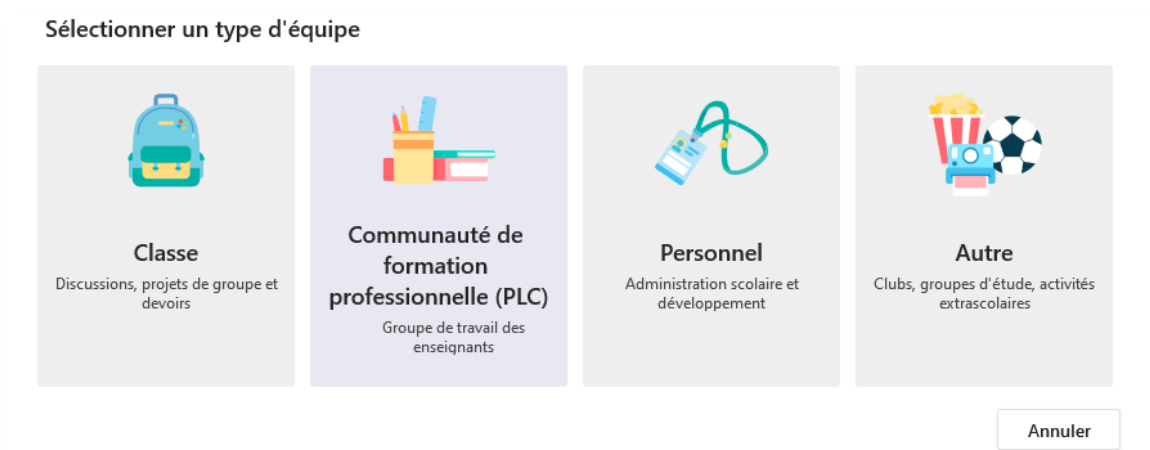 Sélectionner un type d'équipe
Classe
Discussions, projets de groupe et
devoirs
Communauté de
formation
professionnelle (PLC)
Groupe de travail des
enseignants
Personnel
Administration scolaire et
développement
Autre
Clubs, groupes d'étude, activités
extrascolaires
Annuler